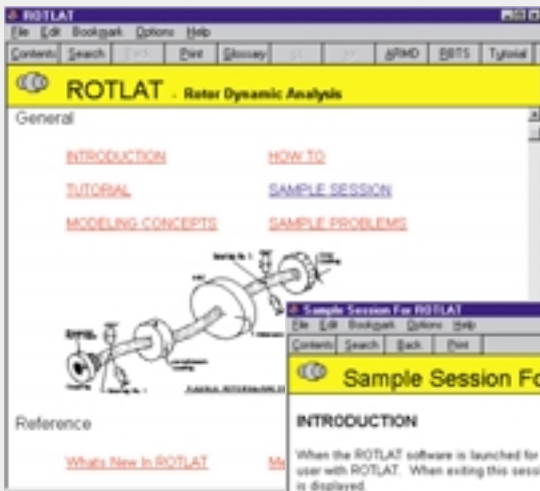 ROTLAT
File Edit Bookmark Options Help
Contents Search Back Print Glossary << >> ARMD RBTS Tutorial
ROTLAT - Rotor Dynamic Analysis
General
INTRODUCTION HOW TO
TUTORIAL SAMPLE SESSION
MODELING CONCEPTS SAMPLE PROBLEMS
Reference
Whats New In ROTLAT Me
Sample Session For ROTLAT
File Edit Bookmark Options Help
Contents Search Back Print
Sample Session Fo
INTRODUCTION
When the ROTLAT software is launched for
user with ROTLAT. When exiting this sessi
is displayed.